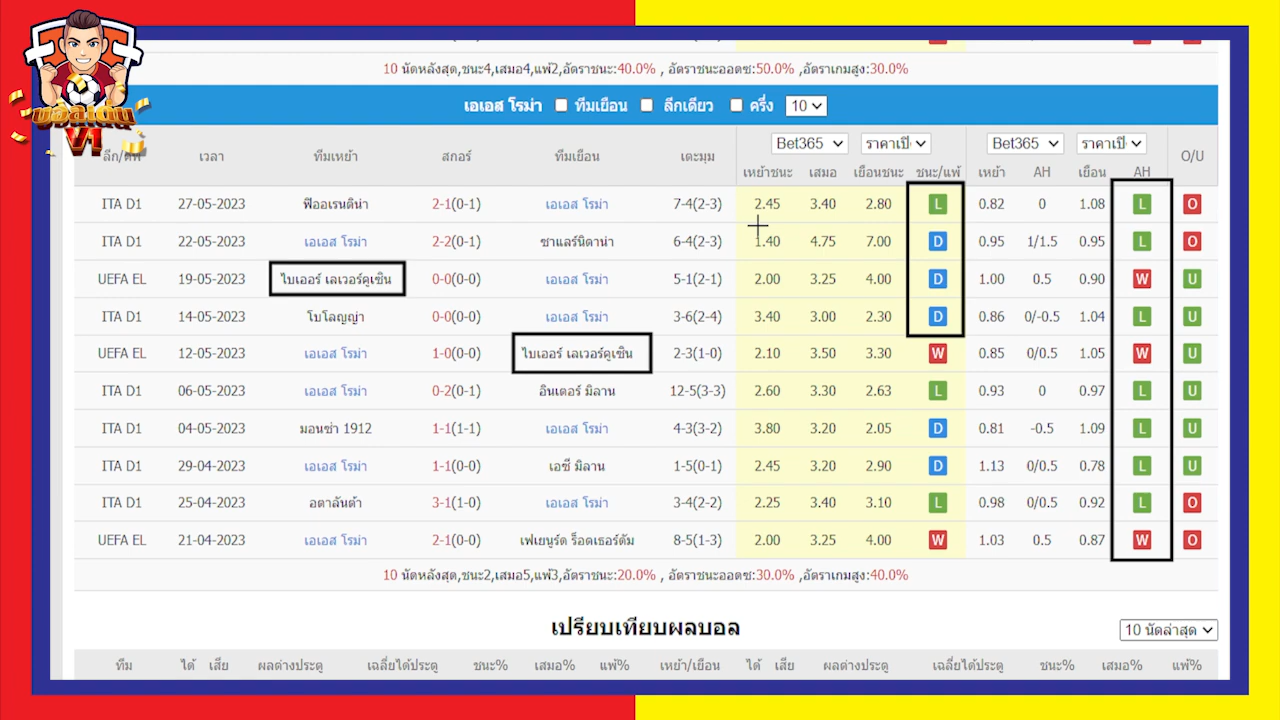 10 นัดหลังสุด,ชนะ4,เสมอ4,แพ้2,อัตราชนะ:40.0% , อัตราชนะออดซ:50.0% ,อัตราเกมสูง:30.0%
เอเอส โรม่า ทีมเยือน ลีกเดียว ครึ่ง 10
บอลเด่น
V1
Bet365 ราคาเปิ Bet365 ราคาเปิ
ลีก/คัพ เวลา ทีมเหย้า สกอร์ ทีมเยือน เตะมุม O/U
เหย้าชนะ เสมอ เยือนชนะ ชนะ/แพ้ เหย้า AH เยือน AH
ITA D1 27-05-2023 ฟิออเรนติน่า 2-1(0-1) เอเอส โรม่า 7-4(2-3) 2.45 3.40 2.80 L 0.82 0 1.08 L O
ITA D1 22-05-2023 เอเอส โรม่า 2-2(0-1) ซาแลร์นิตาน่า 6-4(2-3) 1.40 4.75 7.00 D 0.95 1/1.5 0.95 L O
UEFA EL 19-05-2023 ไบเออร์ เลเวอร์คูเซ่น 0-0(0-0) เอเอส โรม่า 5-1(2-1) 2.00 3.25 4.00 D 1.00 0.5 0.90 W U
ITA D1 14-05-2023 โบโลญญ่า 0-0(0-0) เอเอส โรม่า 3-6(2-4) 3.40 3.00 2.30 D 0.86 0/-0.5 1.04 L U
UEFA EL 12-05-2023 เอเอส โรม่า 1-0(0-0) ไบเออร์ เลเวอร์คูเซ่น 2-3(1-0) 2.10 3.50 3.30 W 0.85 0/0.5 1.05 W U
ITA D1 06-05-2023 เอเอส โรม่า 0-2(0-1) อินเตอร์ มิลาน 12-5(3-3) 2.60 3.30 2.63 L 0.93 0 0.97 L U
ITA D1 04-05-2023 มอนซ่า 1912 1-1(1-1) เอเอส โรม่า 4-3(3-2) 3.80 3.20 2.05 D 0.81 -0.5 1.09 L U
ITA D1 29-04-2023 เอเอส โรม่า 1-1(0-0) เอซี มิลาน 1-5(0-1) 2.45 3.20 2.90 D 1.13 0/0.5 0.78 L U
ITA D1 25-04-2023 อตาลันต้า 3-1(1-0) เอเอส โรม่า 3-4(2-2) 2.25 3.40 3.10 L 0.98 0/0.5 0.92 L O
UEFA EL 21-04-2023 เอเอส โรม่า 2-1(0-0) เฟเยนูร์ด ร็อตเธอร์ดัม 8-5(1-3) 2.00 3.25 4.00 W 1.03 0.5 0.87 W O
10 นัดหลังสุด,ชนะ2,เสมอ5,แพ้3,อัตราชนะ:20.0% , อัตราชนะออดซ:30.0% ,อัตราเกมสูง:40.0%
เปรียบเทียบผลบอล 10 นัดล่าสุด
ทีม ได้ เสีย ผลต่างประตู เฉลี่ยได้ประตู ชนะ% เสมอ% แพ้% เหย้า/เยือน ได้ เสีย ผลต่างประตู เฉลี่ยได้ประตู ชนะ% เสมอ% แพ้%